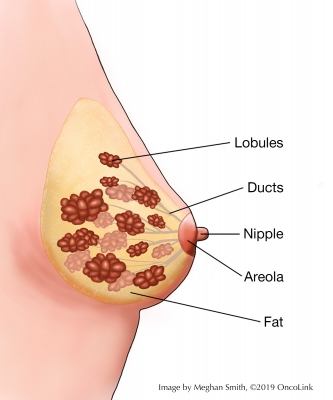 Lobules
Ducts
Nipple
Areola
Fat
Image by Meghan Smith, ©2019 OncoLink